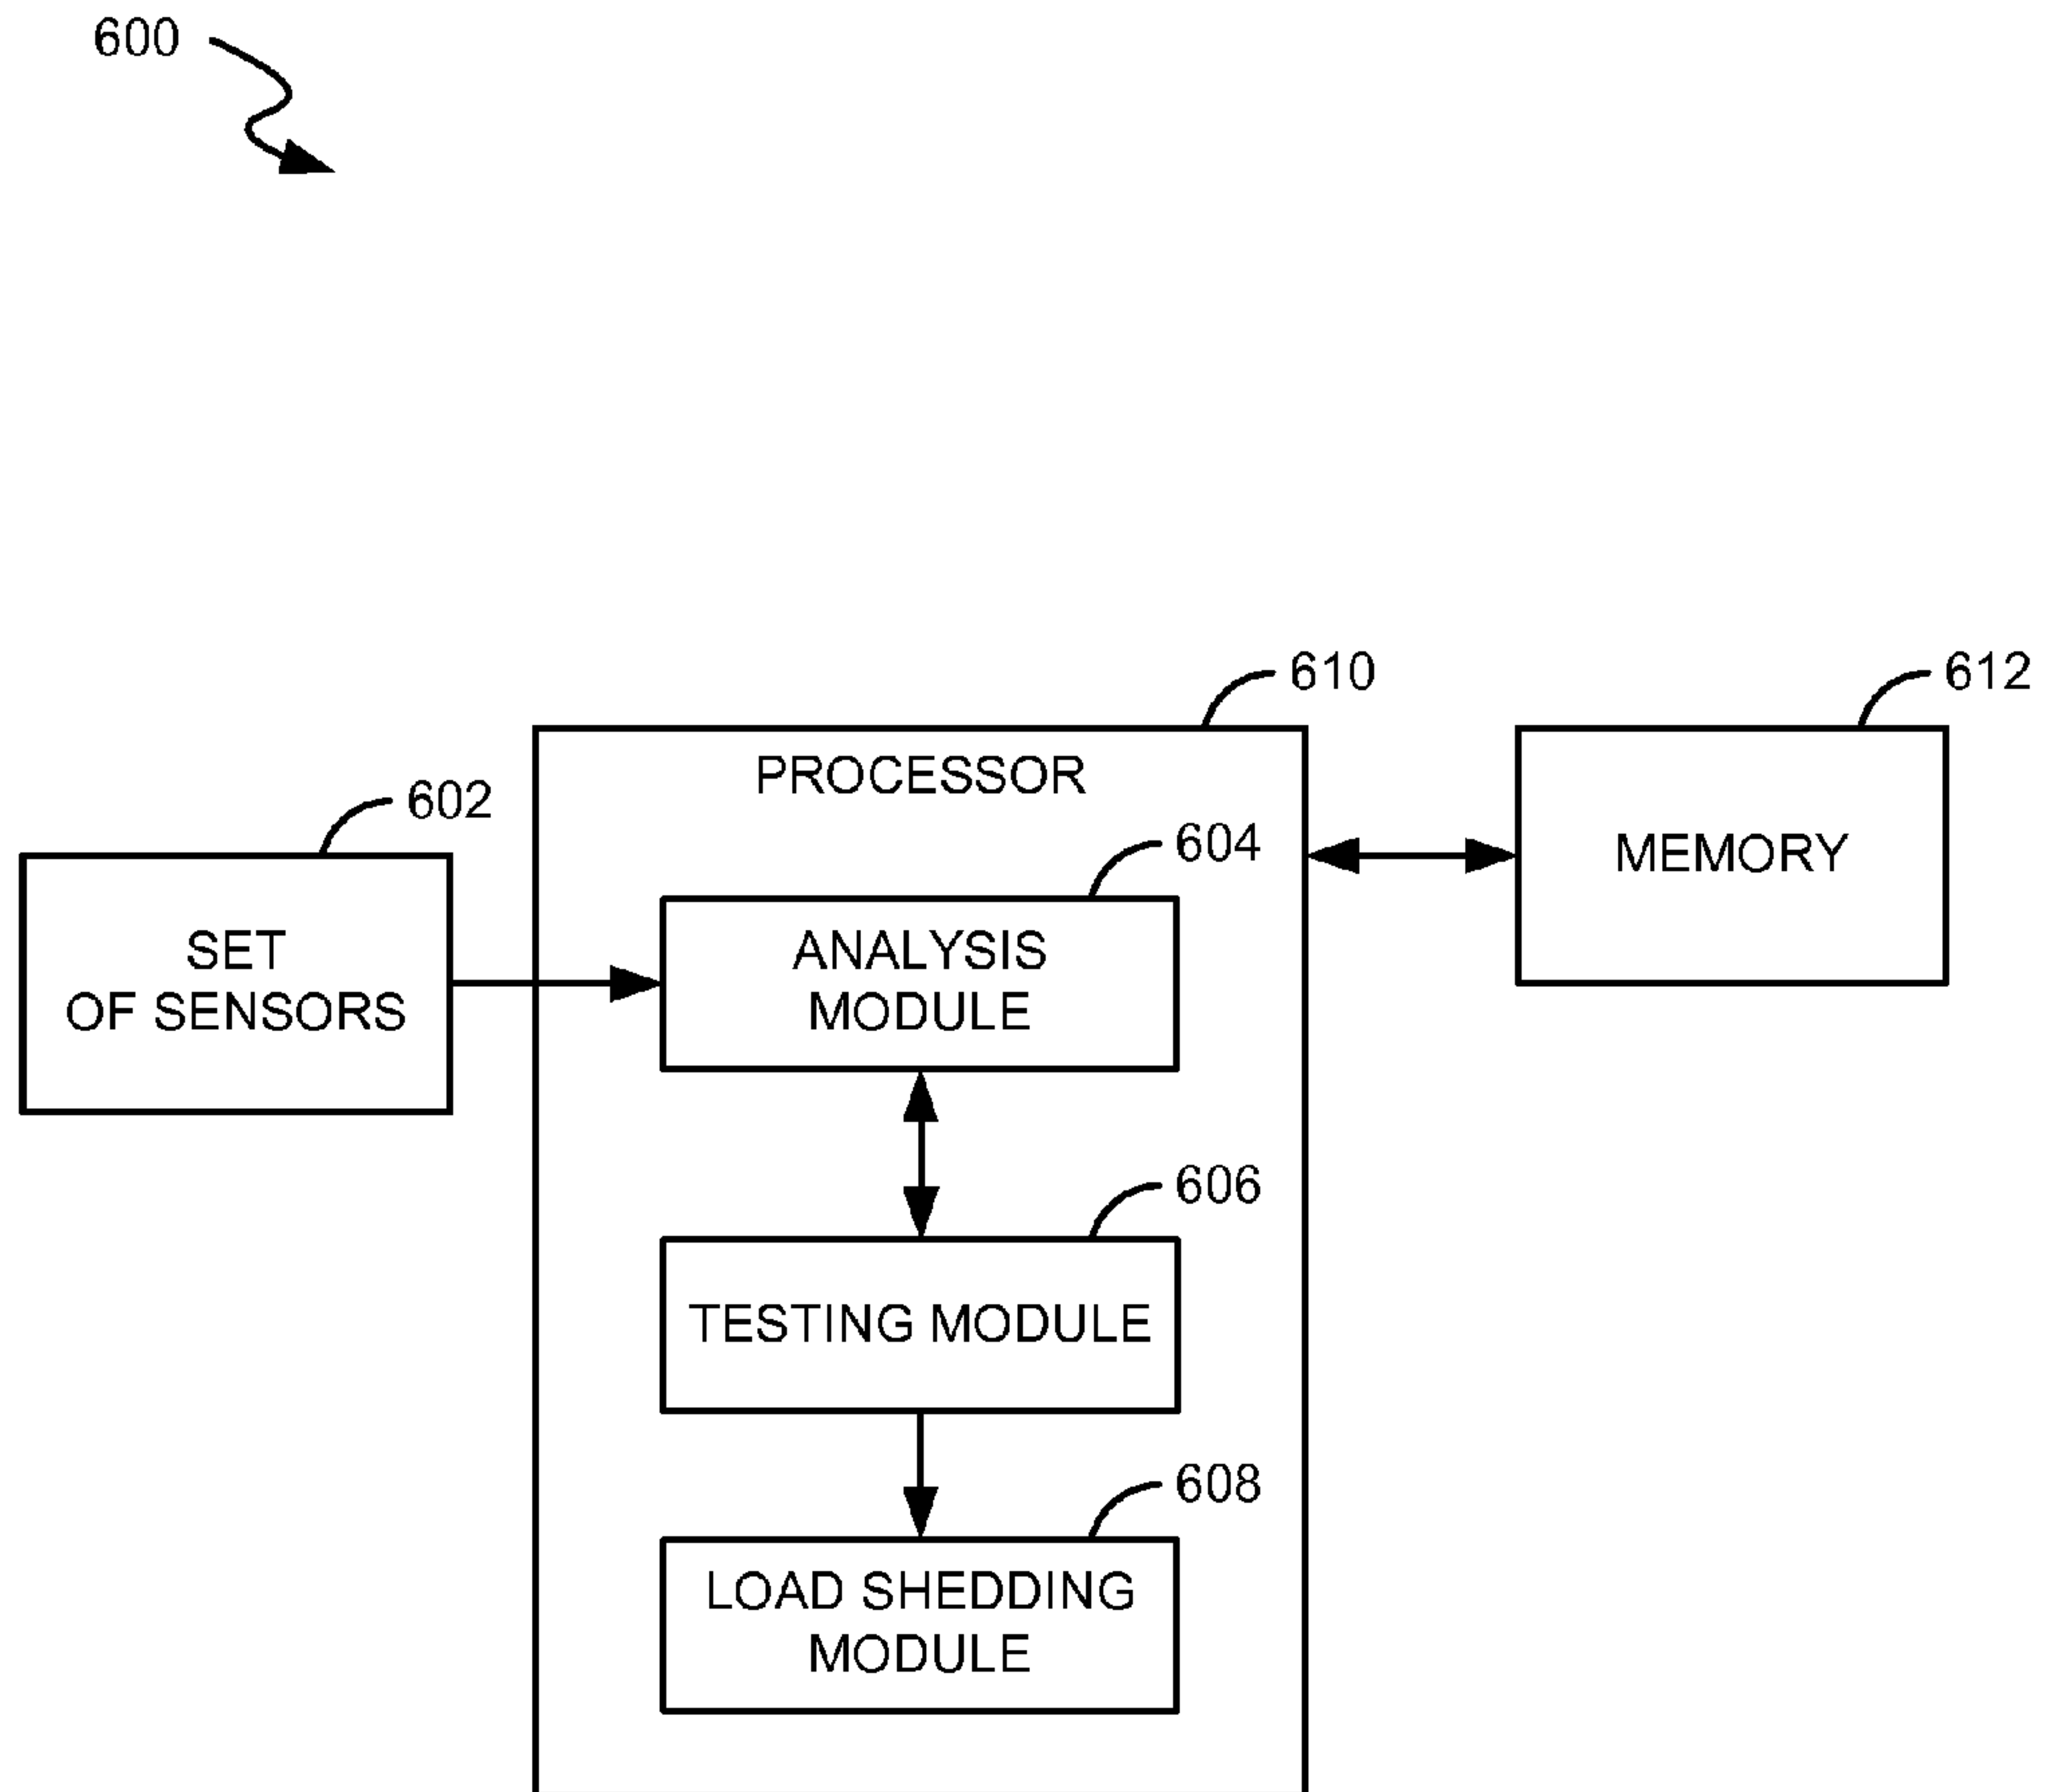 600
610
612
PROCESSOR
602
604
MEMORY
SET
OF SENSORS
ANALYSIS
MODULE
606
TESTING MODULE
608
LOAD SHEDDING
MODULE